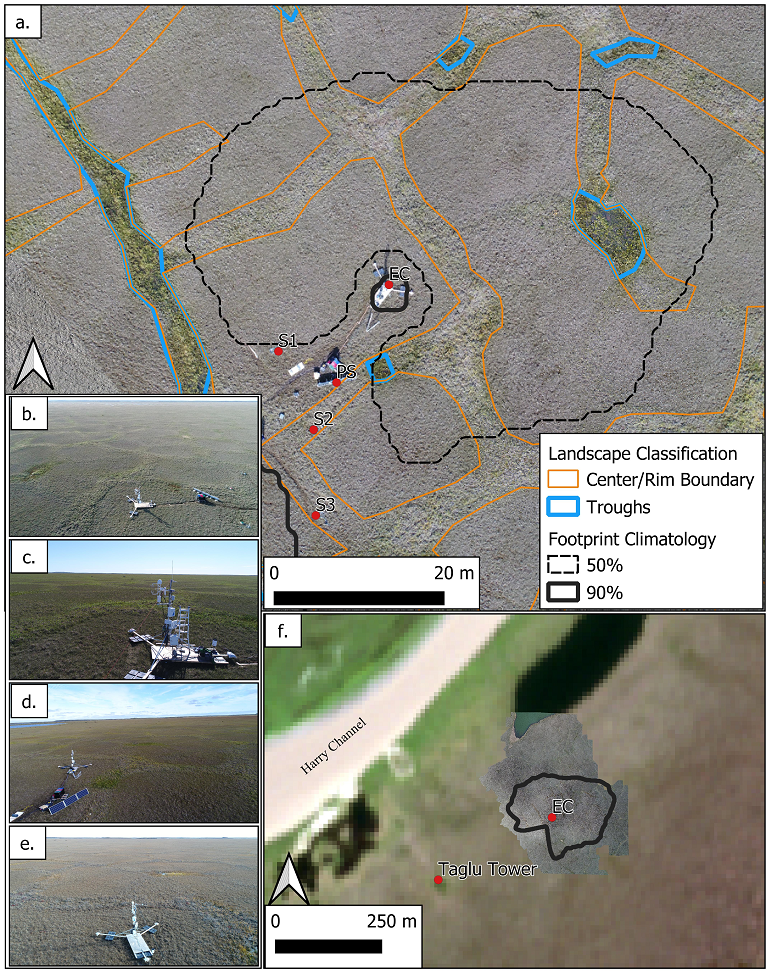 a.
EC
S1
PS
S2
S3
0 20 m
Landscape Classification
Center/Rim Boundary
Troughs
Footprint Climatology
50%
90%
b.
c.
d.
e.
f.
Harry Channel
EC
Taglu Tower
0 250 m